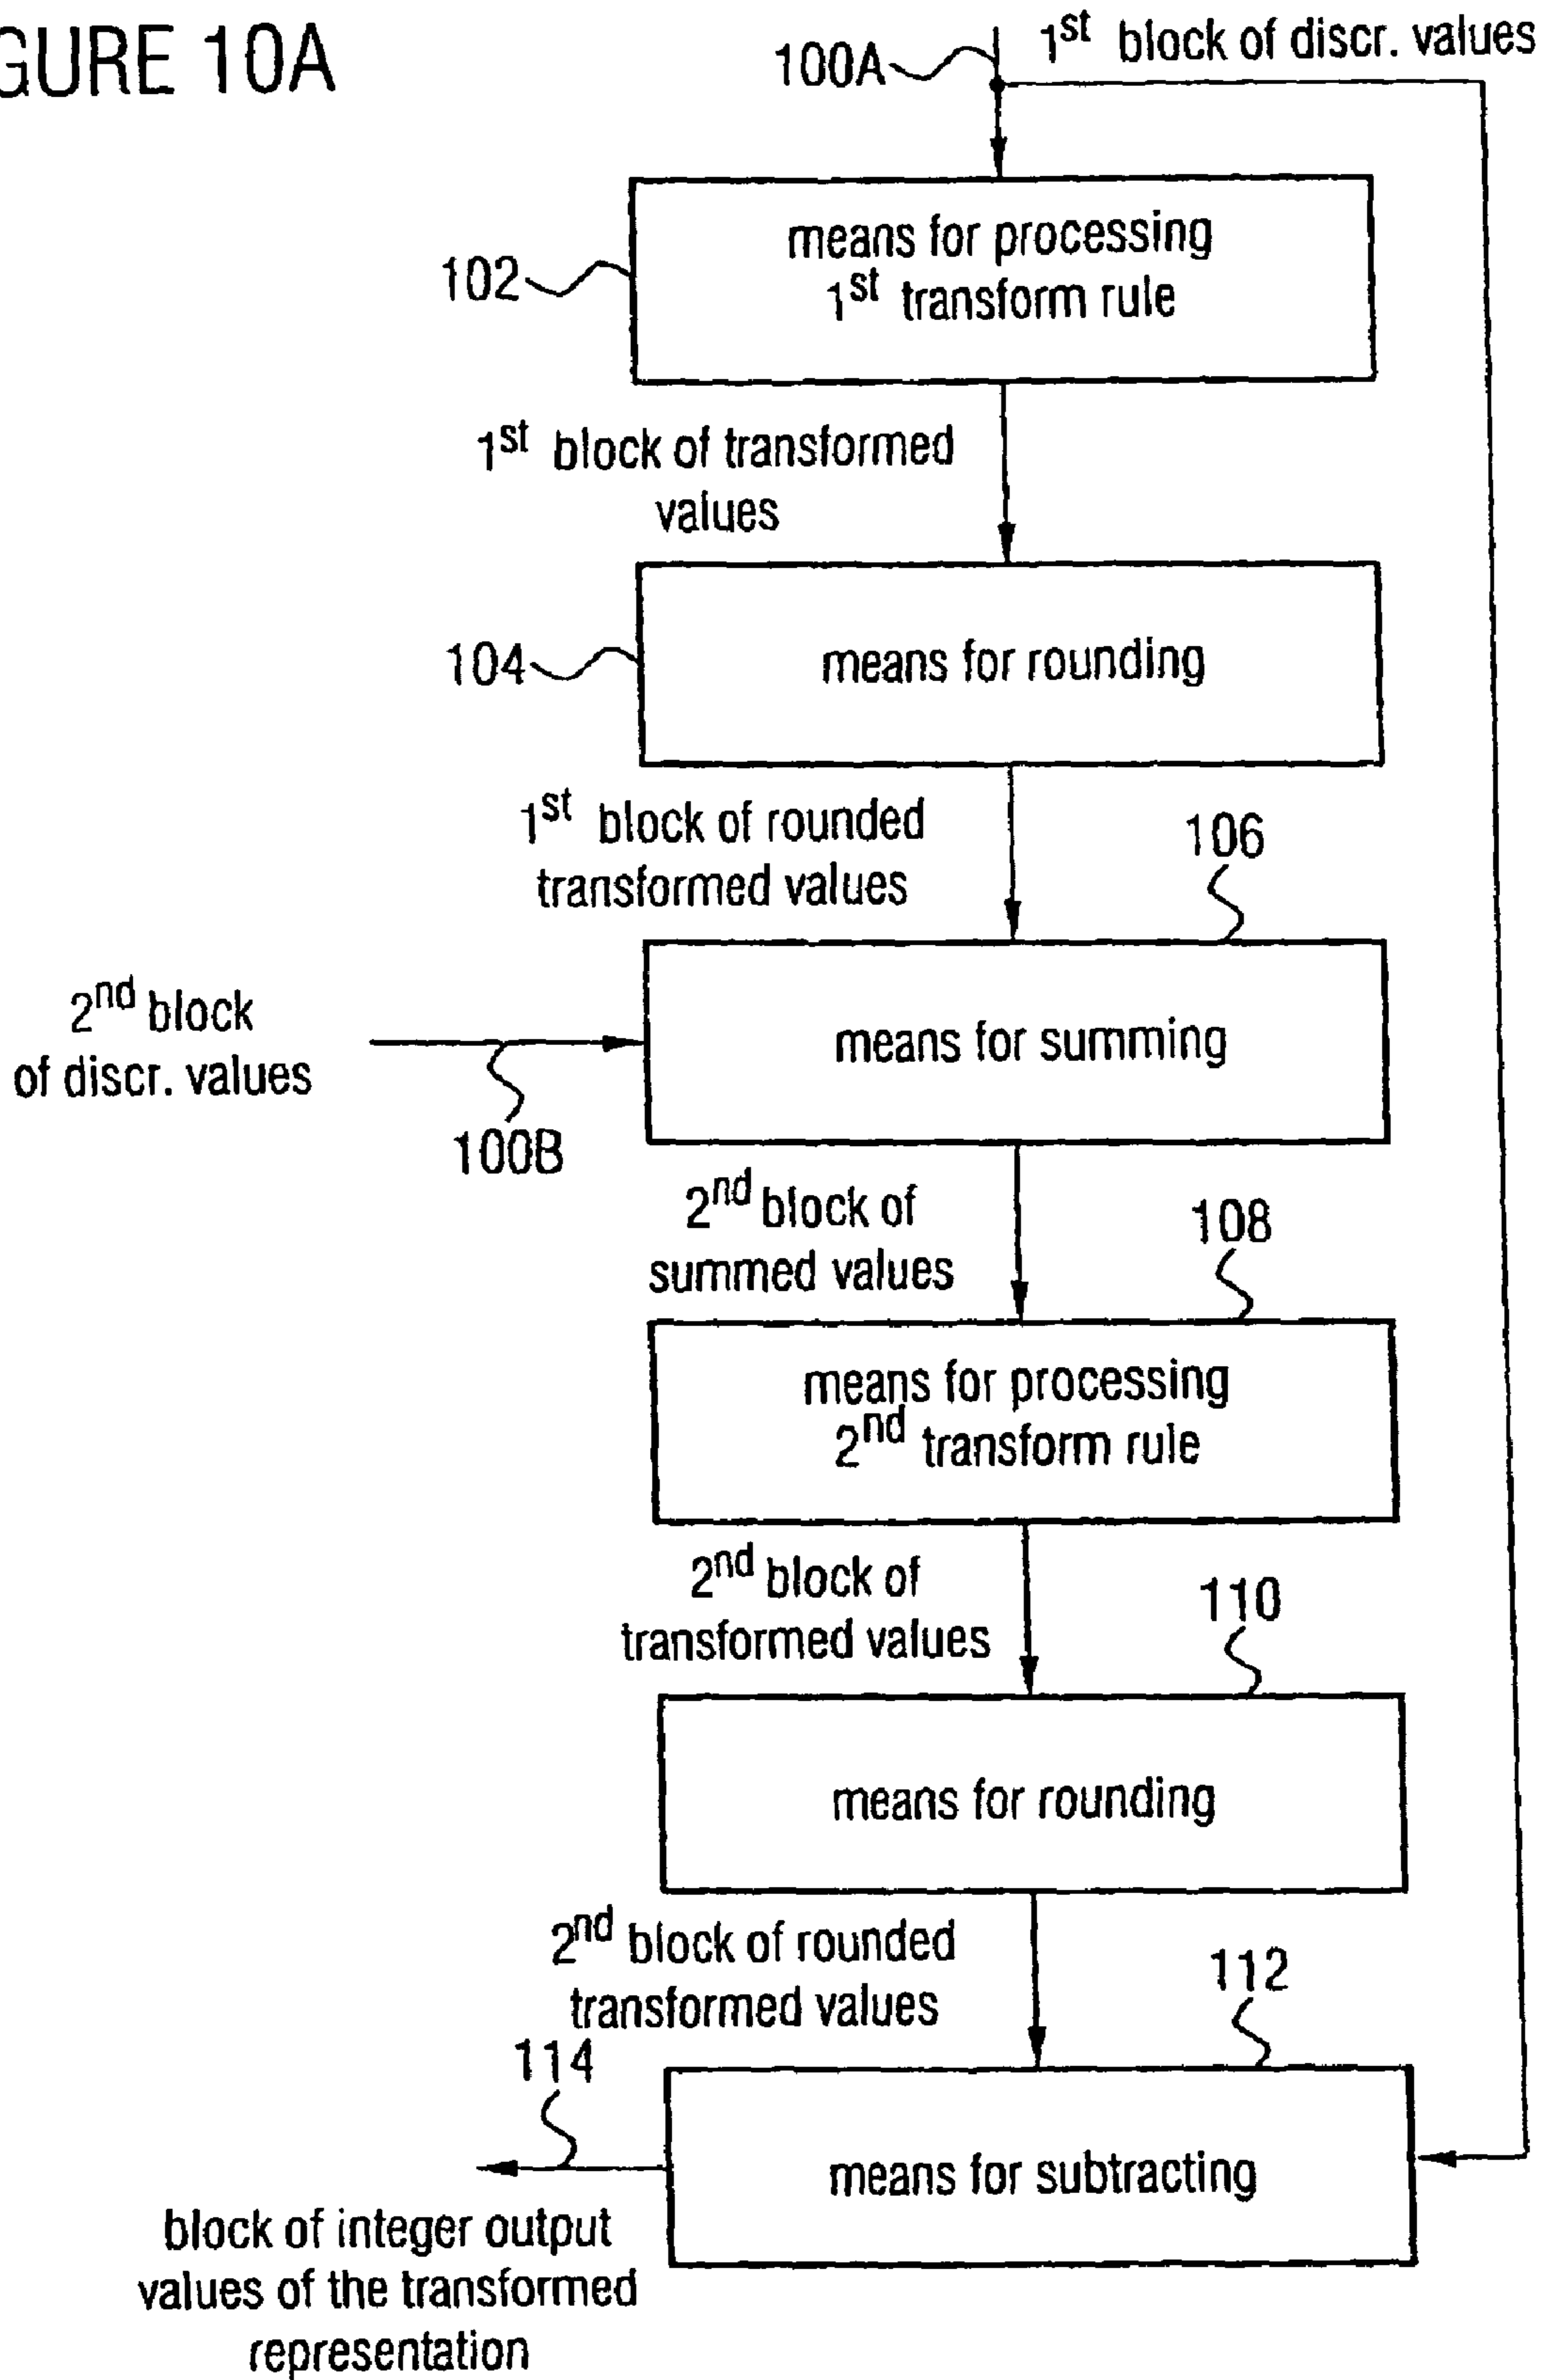 GURE 10A
100A
1st block of discr. values
means for processing
1st transform rule
102
1st block of transformed
values
104
means for rounding
1st block of rounded
transformed values
106
2nd block
of discr. values
means for summing
100B
2nd block of
summed values
108
means for processing
2nd transform rule
2nd block of
transformed values
110
means for rounding
2nd block of rounded
transformed values
112
114
means for subtracting
block of integer output
values of the transformed
representation